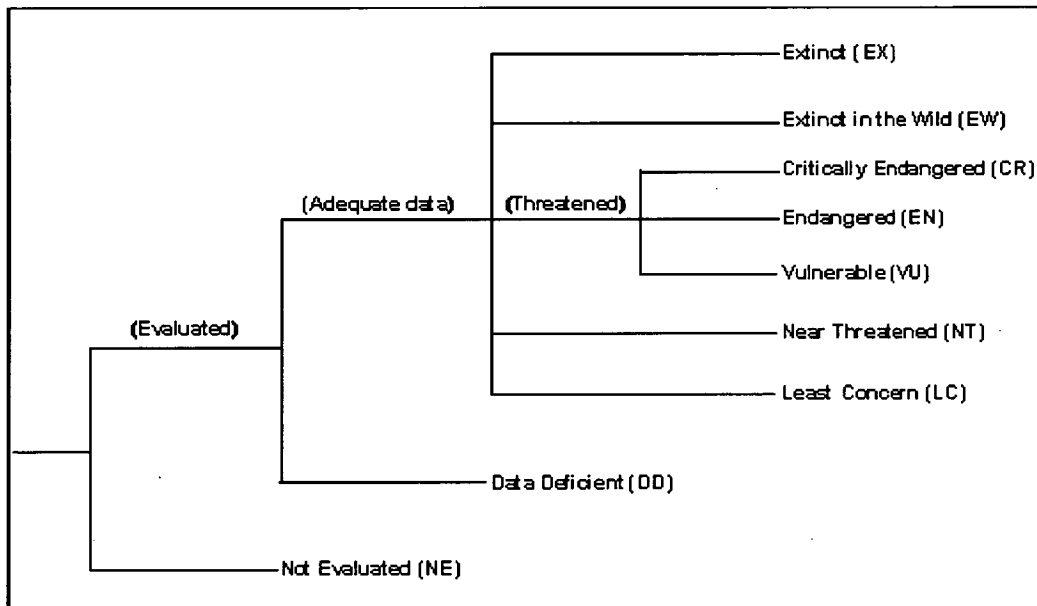 Extinct (EX)
Extinct in the Wild (EW)
Critically Endangered (CR)
(Adequate data)
(Threatened)
Endangered (EN)
Vulnerable (VU)
(Evaluated)
Near Threatened (NT)
Least Concern (LC)
Data Deficient (DD)
Not Evaluated (NE)